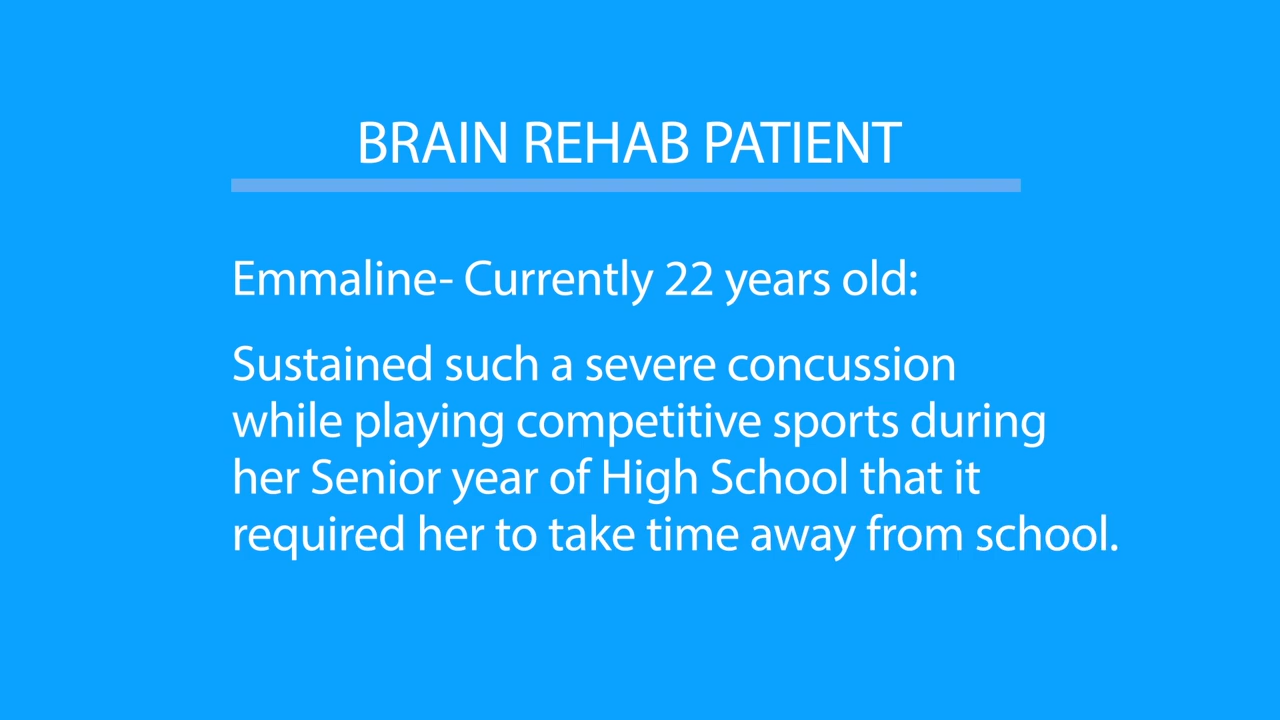 BRAIN REHAB PATIENT
Emmaline- Currently 22 years old:
Sustained such a severe concussion
while playing competitive sports during
her Senior year of High School that it
required her to take time away from school.